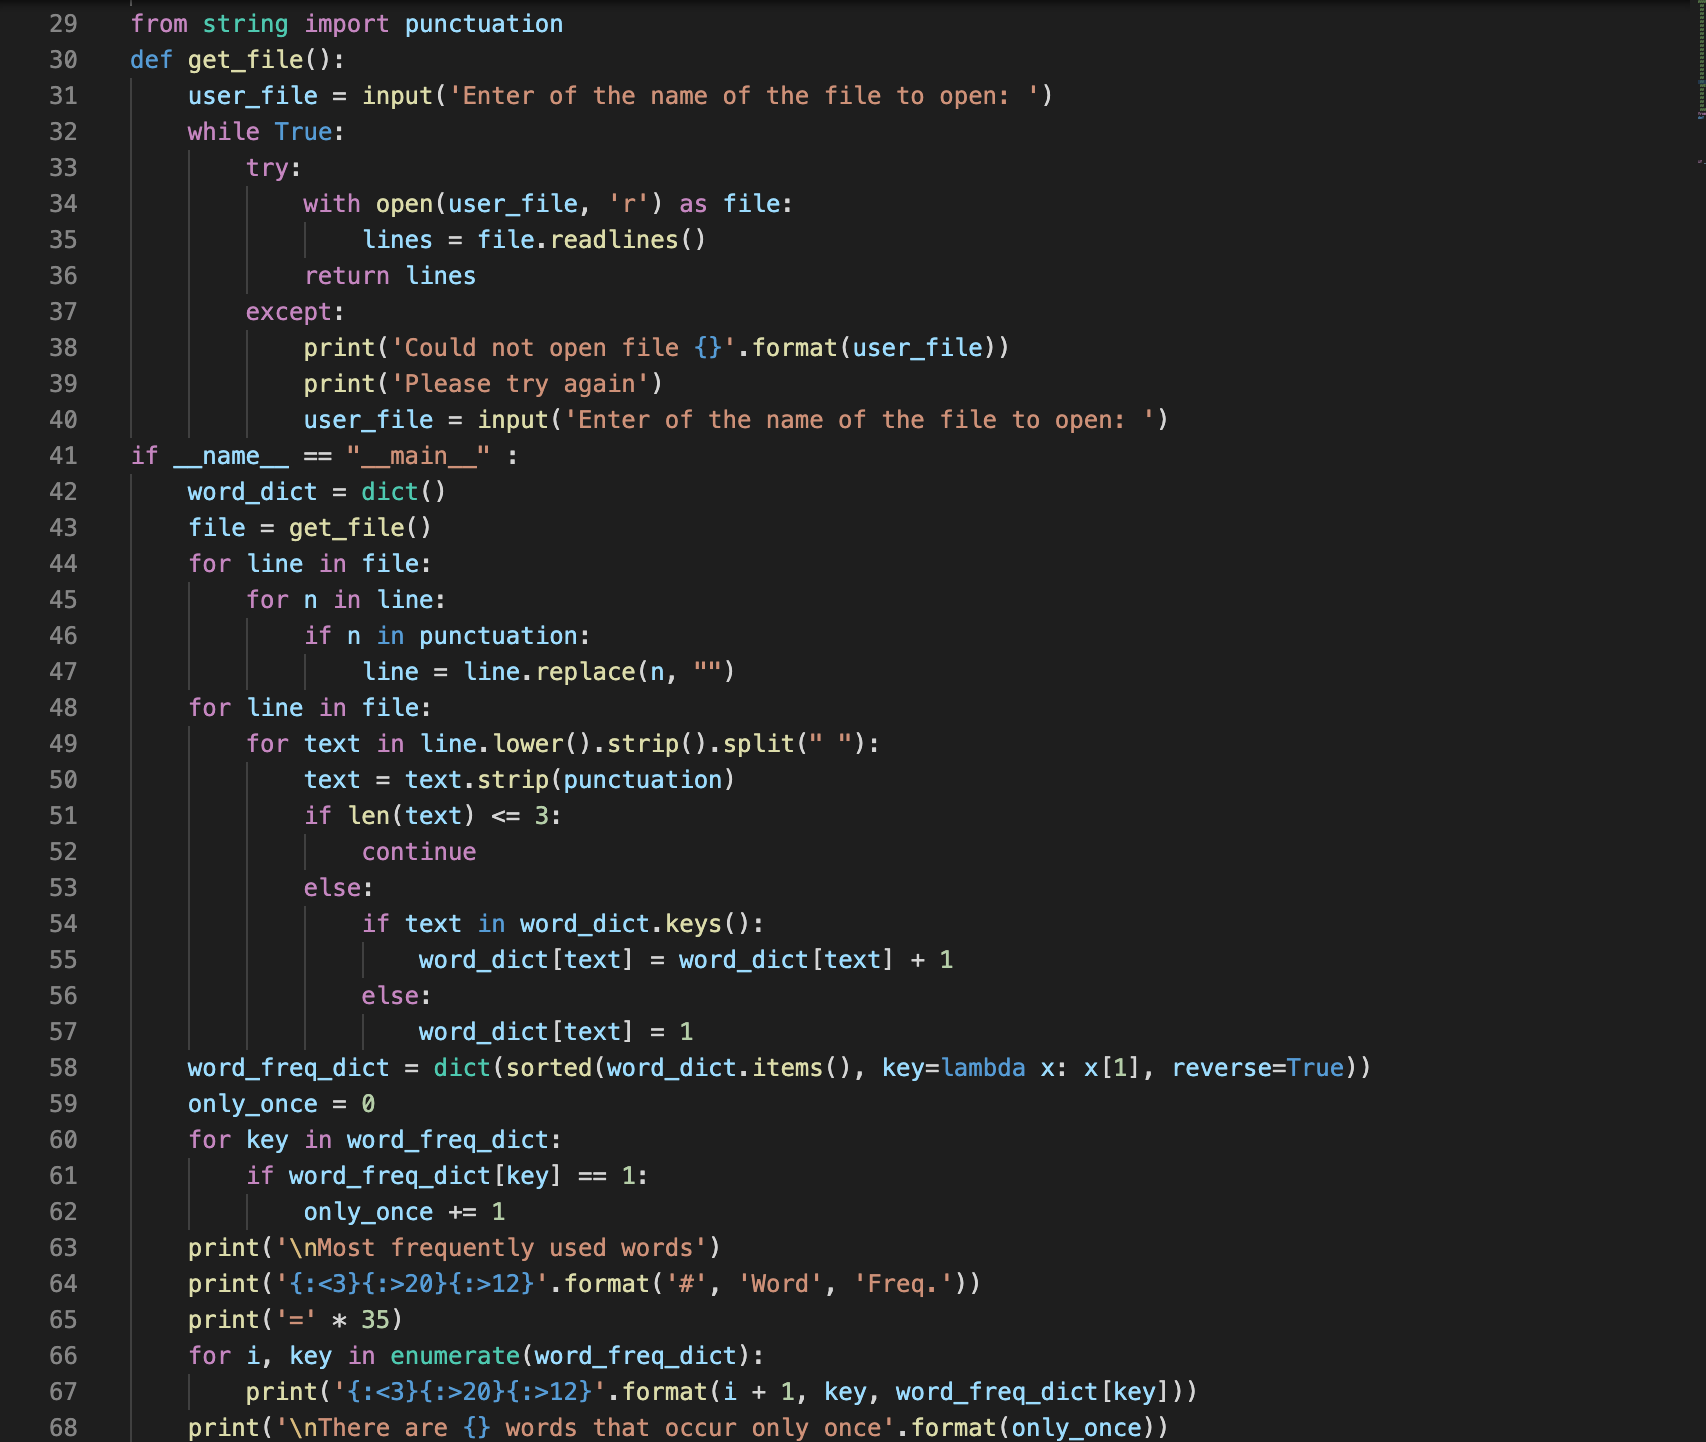 29 from string import punctuation
30 def get_file():
31     user_file = input('Enter of the name of the file to open: ')
32     while True:
33         try:
34             with open(user_file, 'r') as file:
35                 lines = file.readlines()
36             return lines
37         except:
38             print('Could not open file {}'.format(user_file))
39             print('Please try again')
40             user_file = input('Enter of the name of the file to open: ')
41 if __name__ == "__main__" :
42     word_dict = dict()
43     file = get_file()
44     for line in file:
45         for n in line:
46             if n in punctuation:
47                 line = line.replace(n, "")
48     for line in file:
49         for text in line.lower().strip().split(" "):
50             text = text.strip(punctuation)
51             if len(text) <= 3:
52                 continue
53             else:
54                 if text in word_dict.keys():
55                     word_dict[text] = word_dict[text] + 1
56                 else:
57                     word_dict[text] = 1
58     word_freq_dict = dict(sorted(word_dict.items(), key=lambda x: x[1], reverse=True))
59     only_once = 0
60     for key in word_freq_dict:
61         if word_freq_dict[key] == 1:
62             only_once += 1
63     print('\nMost frequently used words')
64     print('{:<3}{:>20}{:>12}'.format('#', 'Word', 'Freq.'))
65     print('=' * 35)
66     for i, key in enumerate(word_freq_dict):
67         print('{:<3}{:>20}{:>12}'.format(i + 1, key, word_freq_dict[key]))
68     print('\nThere are {} words that occur only once'.format(only_once))